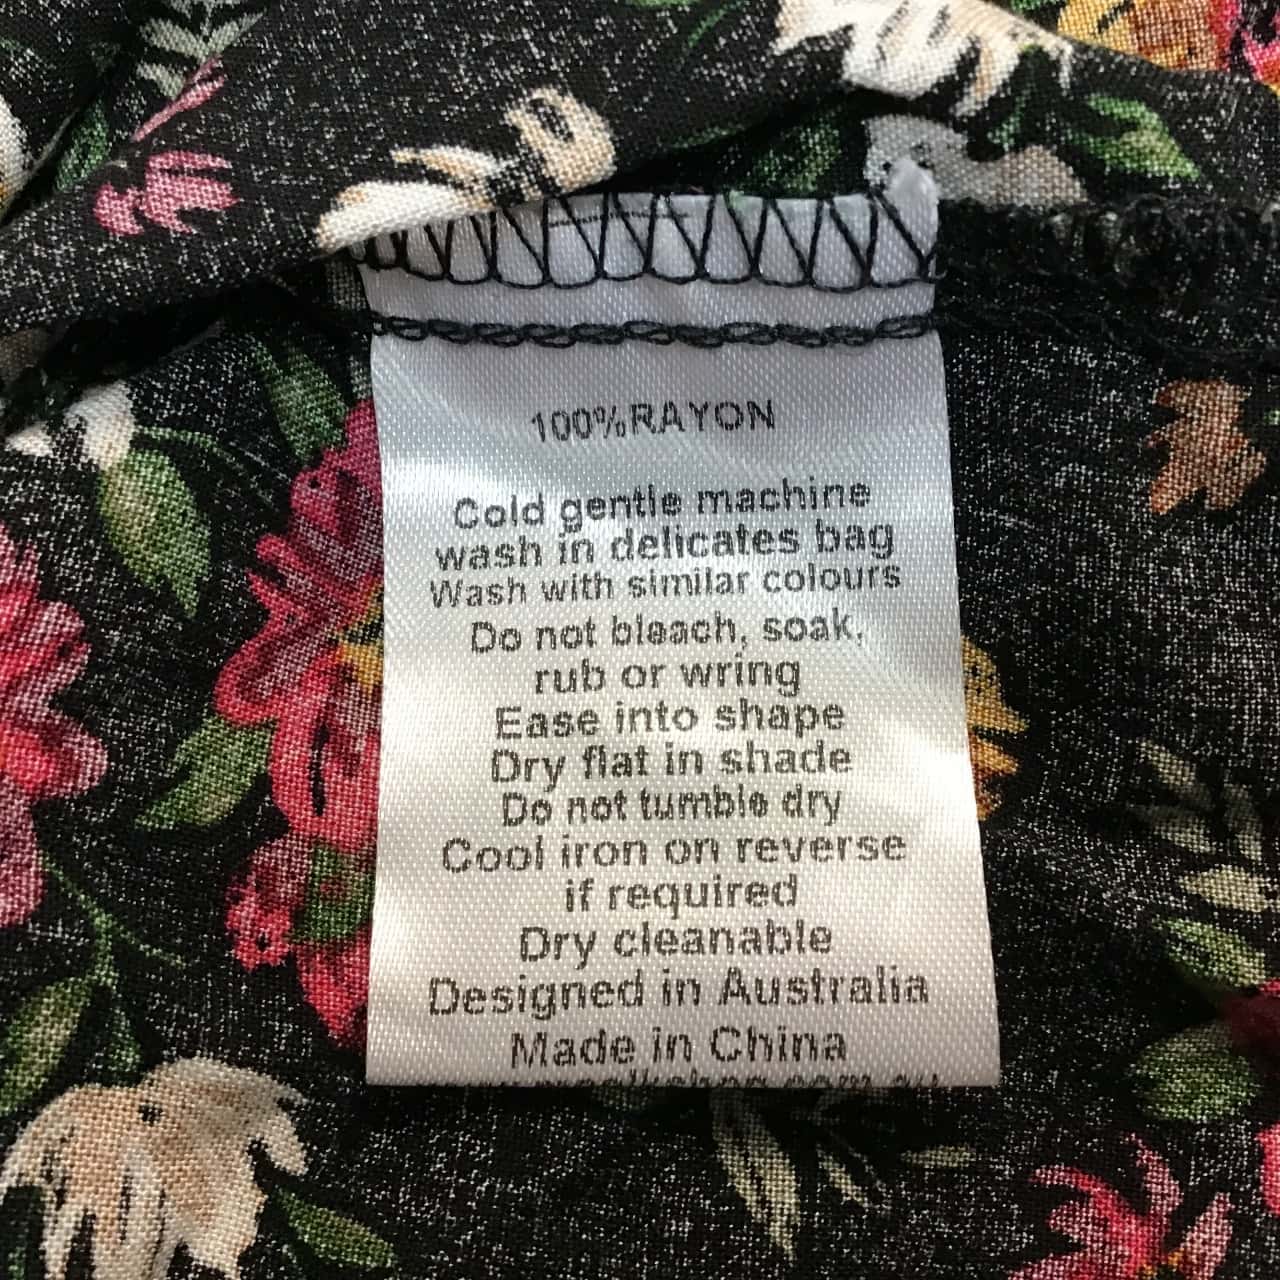 100%RAYON
Cold gentle machine
wash in delicates bag
Wash with similar colours
Do not bleach, soak,
rub or wring
Ease into shape
Dry flat in shade
Do not tumble dry
Cool iron on reverse
if required
Dry cleanable
Designed in Australia
Made in China